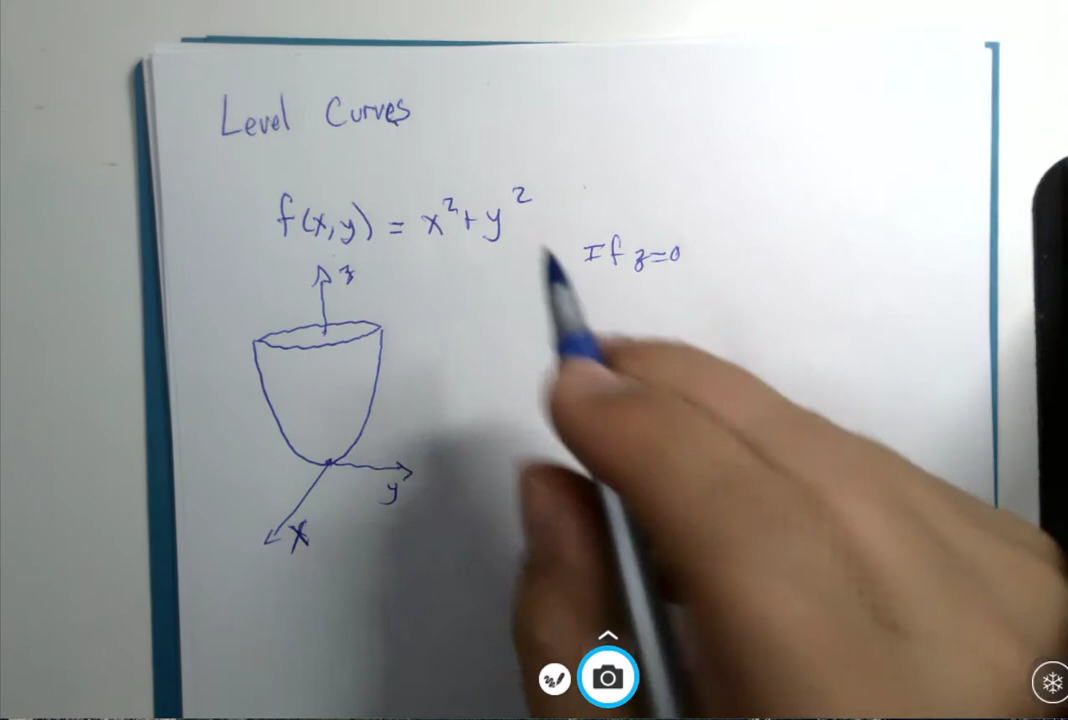 Level Curves
f(x,y) = x² + y²
If z=0
z
y
x